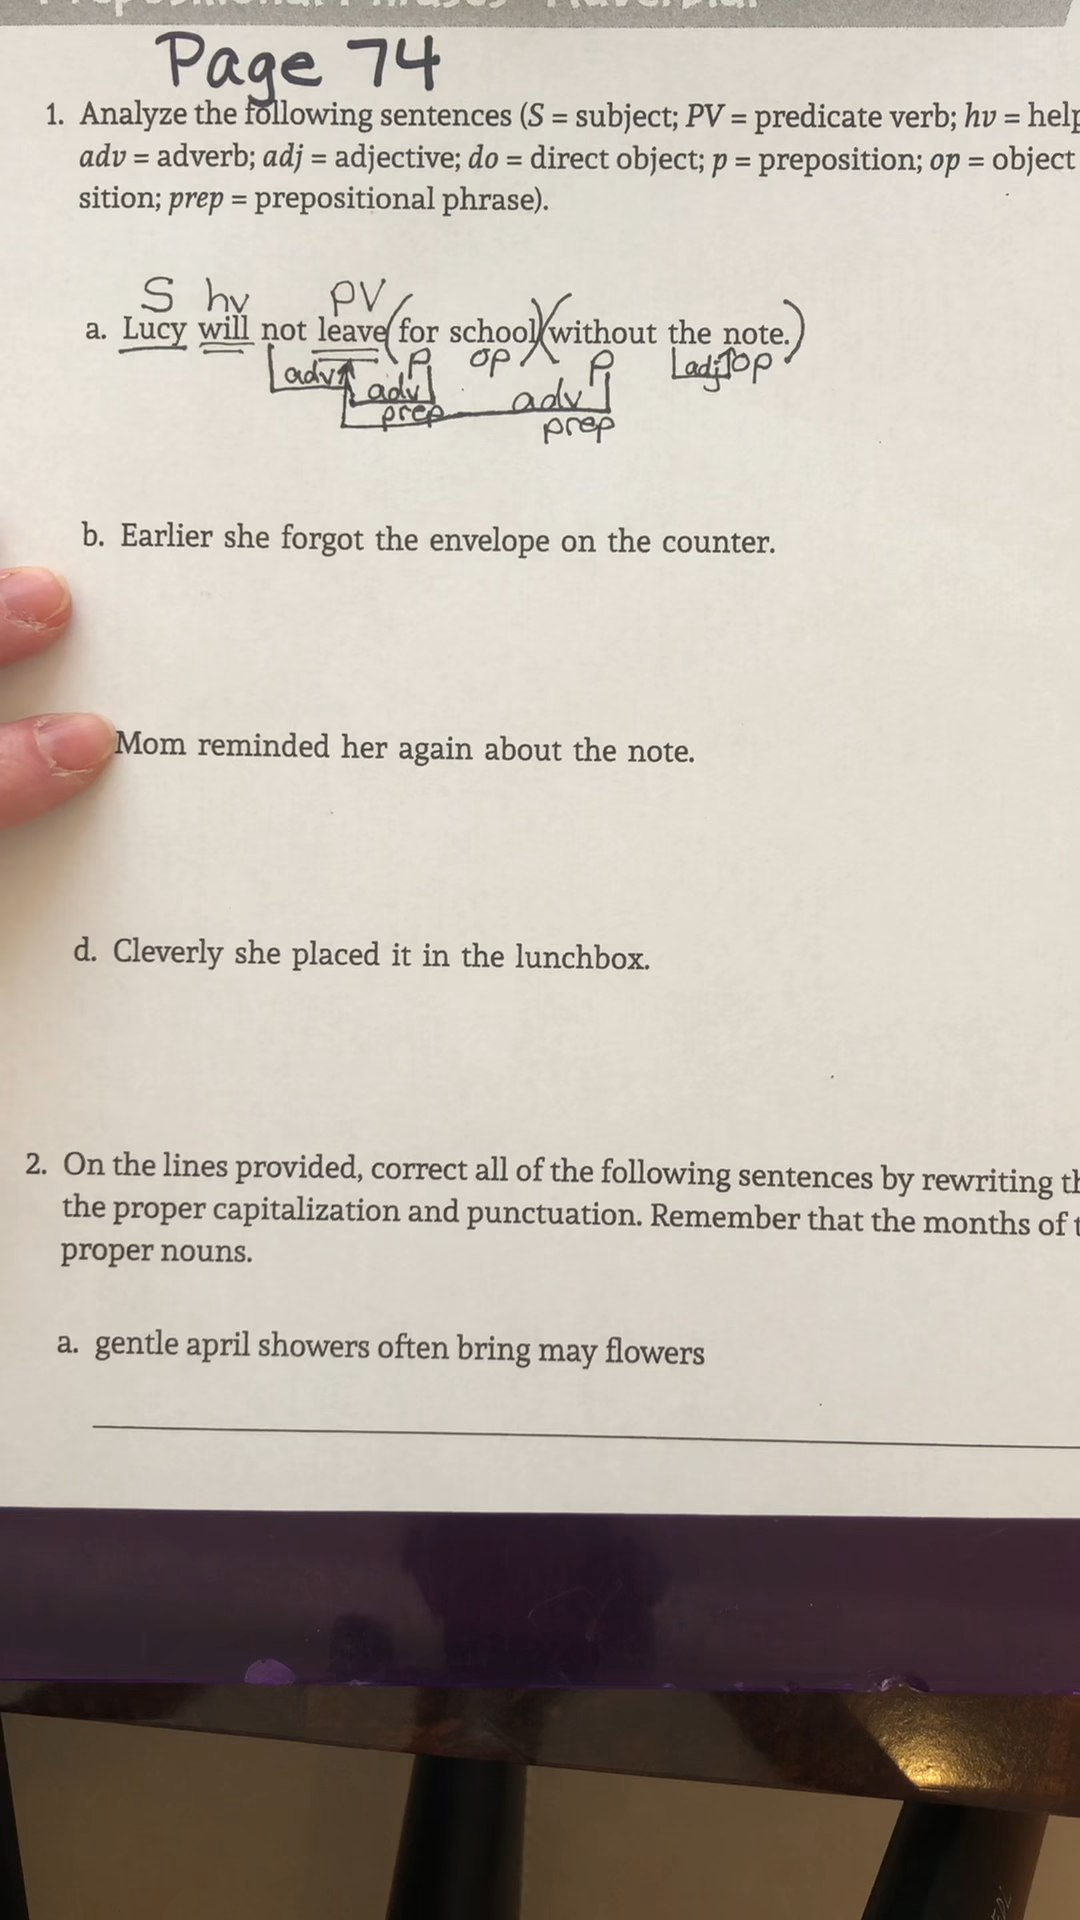 Page 74
1. Analyze the following sentences (S = subject; PV = predicate verb; hv =
adv = adverb; adj = adjective; do = direct object; p = preposition; op = object
sition; prep = prepositional phrase).
S hv PV
a. Lucy will not leave (for school) (without the note.)
adv p op p adj op
adv adv
prep prep
b. Earlier she forgot the envelope on the counter.
Mom reminded her again about the note.
d. Cleverly she placed it in the lunchbox.
2. On the lines provided, correct all of the following sentences by rewriting
the proper capitalization and punctuation. Remember that the months of
proper nouns.
a. gentle april showers often bring may flowers